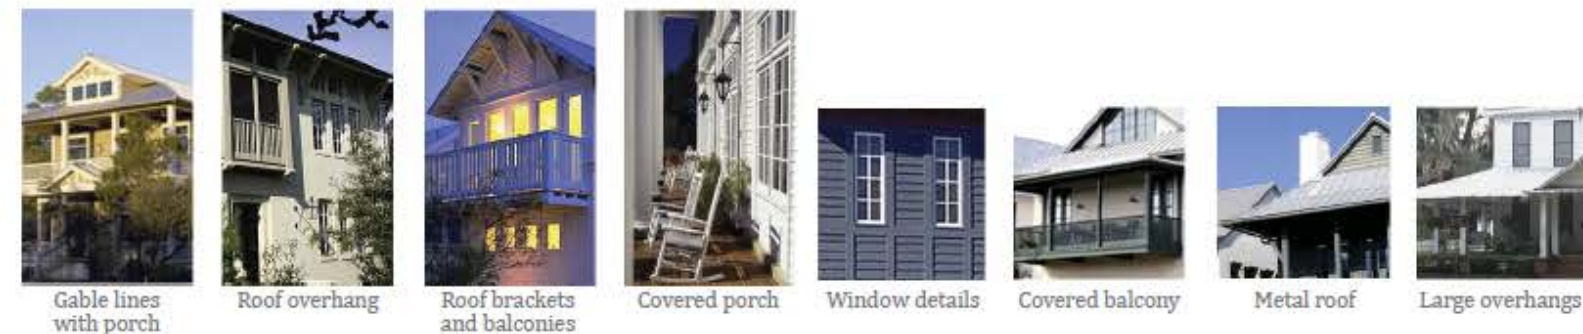 Gable lines
with porch
Roof overhang
Roof brackets
and balconies
Covered porch
Window details
Covered balcony
Metal roof
Large overhangs